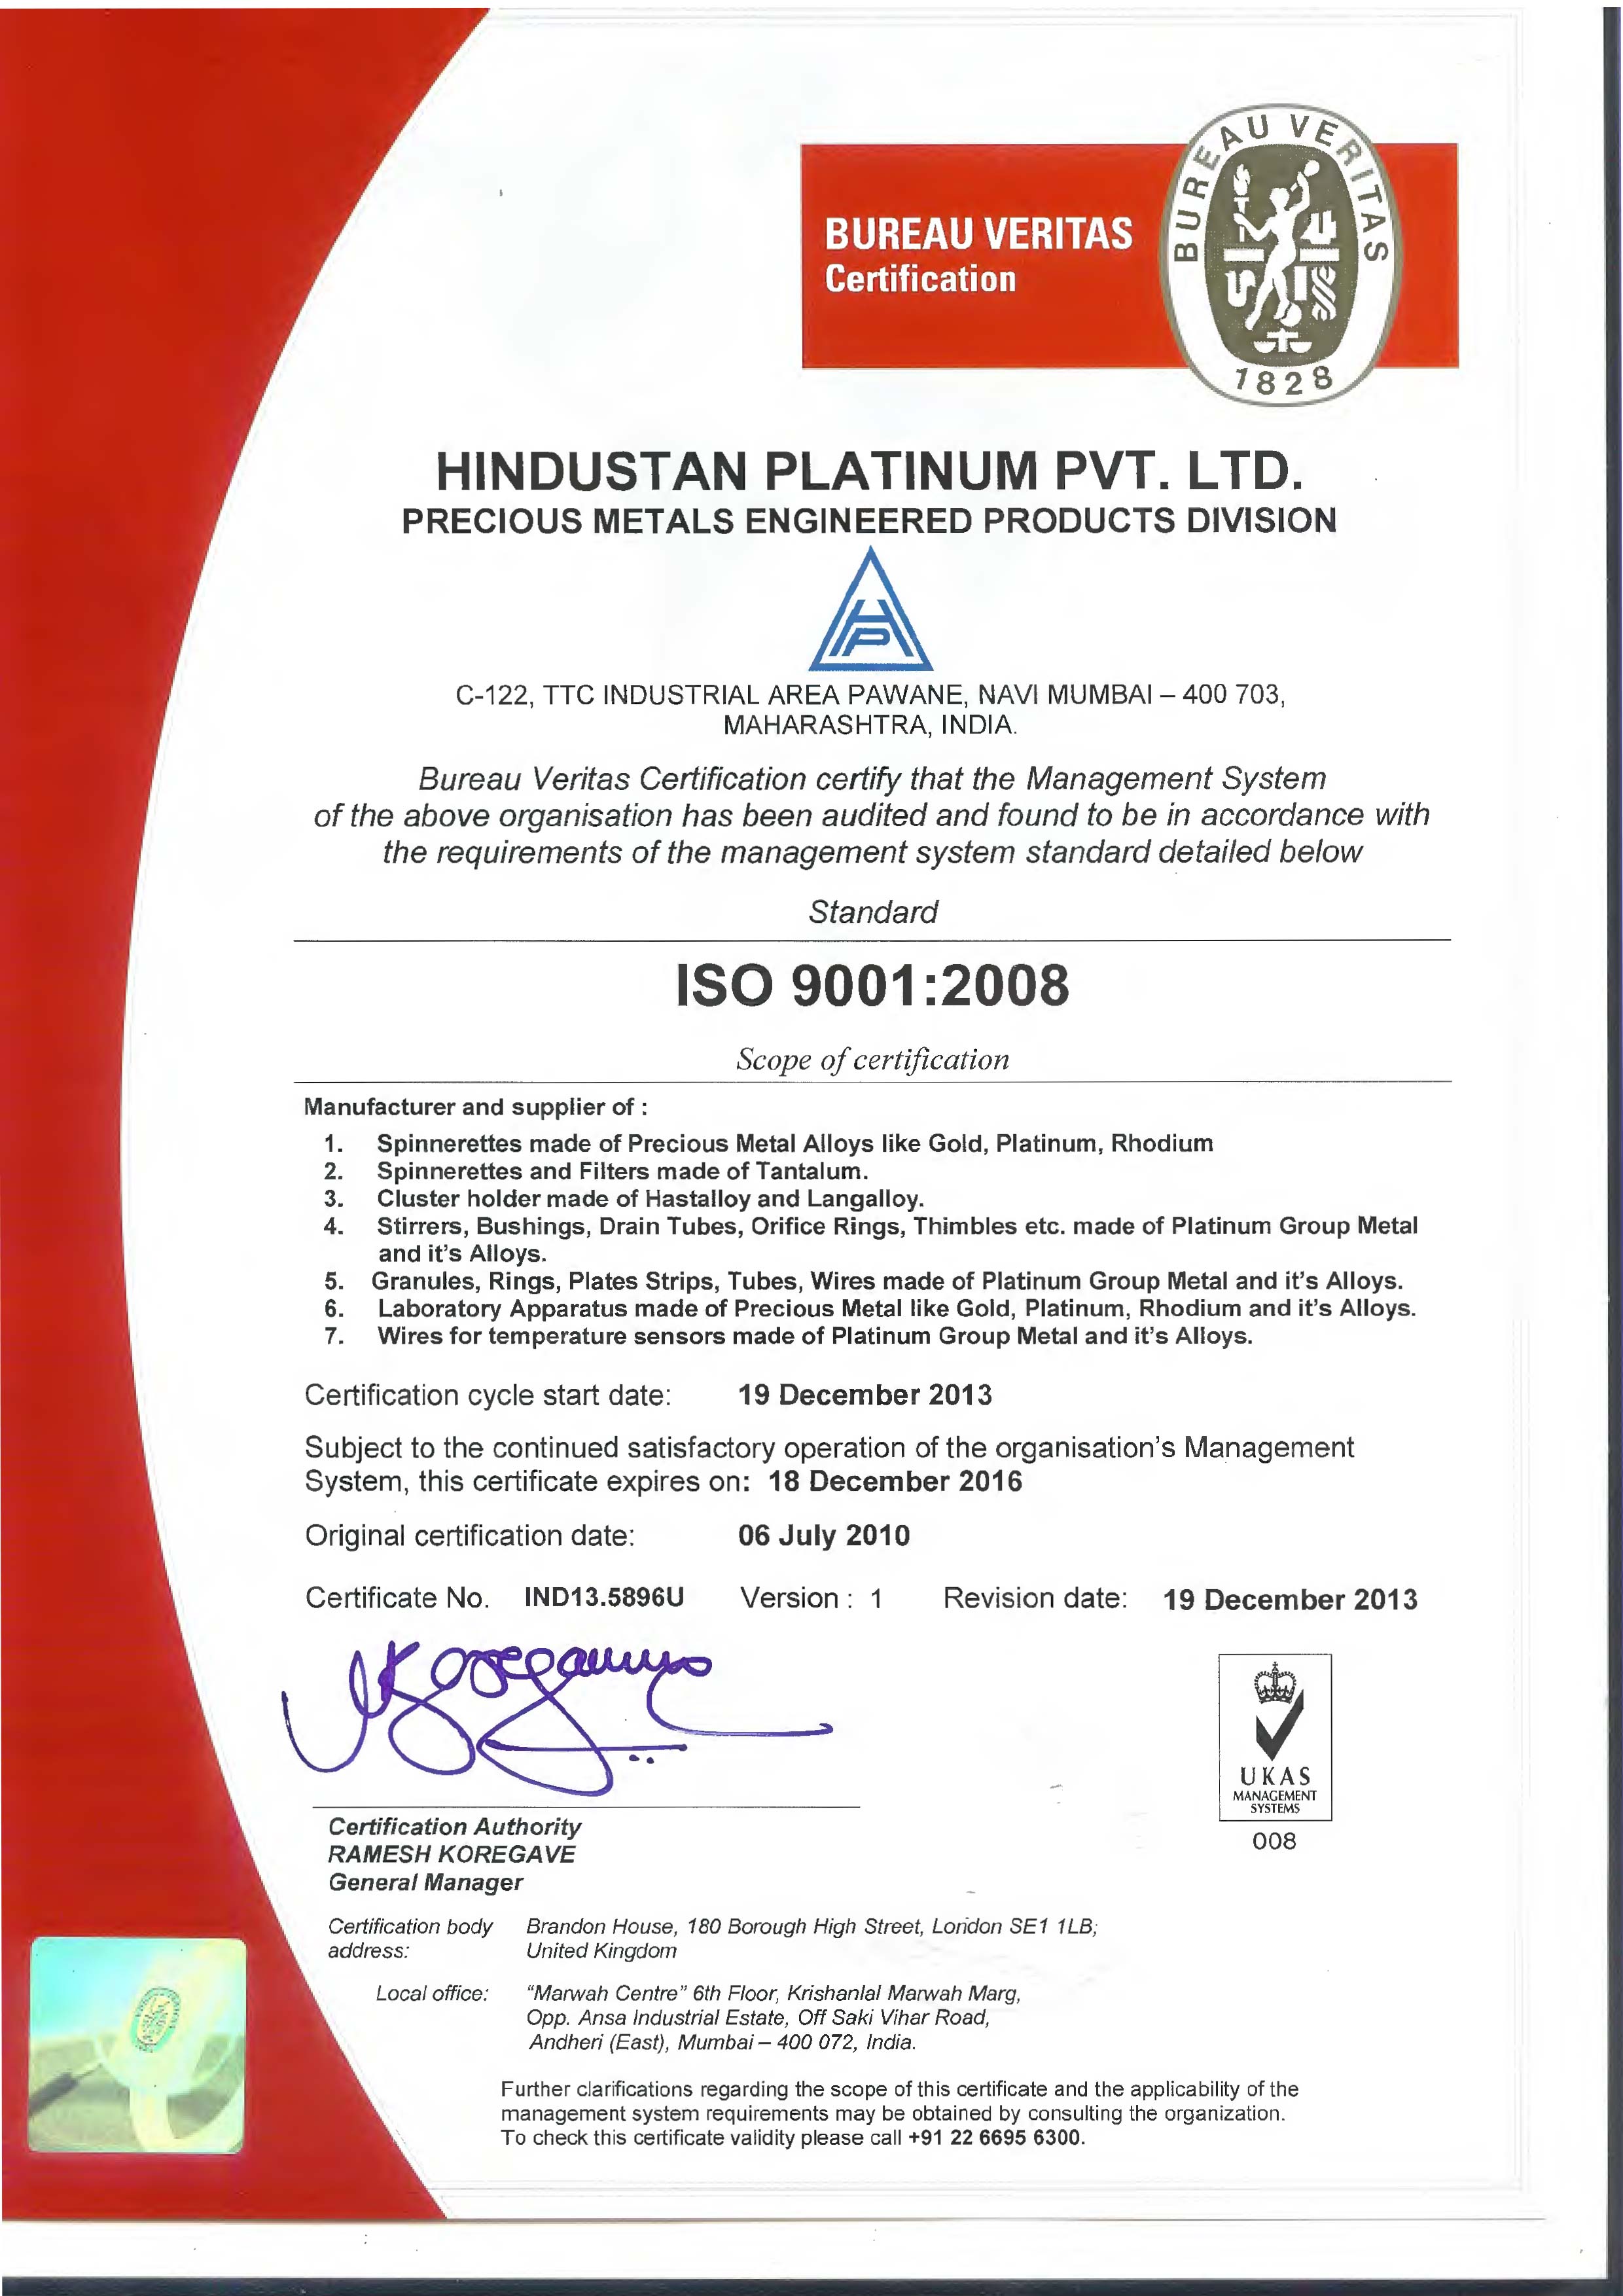 BUREAU VERITAS
Certification
BUREAU VERITAS
1828
HINDUSTAN PLATINUM PVT. LTD.
PRECIOUS METALS ENGINEERED PRODUCTS DIVISION
HP
C-122, TTC INDUSTRIAL AREA PAWANE, NAVI MUMBAI – 400 703,
MAHARASHTRA, INDIA.
Bureau Veritas Certification certify that the Management System
of the above organisation has been audited and found to be in accordance with
the requirements of the management system standard detailed below
Standard
ISO 9001:2008
Scope of certification
Manufacturer and supplier of :
1. Spinnerettes made of Precious Metal Alloys like Gold, Platinum, Rhodium
2. Spinnerettes and Filters made of Tantalum.
3. Cluster holder made of Hastalloy and Langalloy.
4. Stirrers, Bushings, Drain Tubes, Orifice Rings, Thimbles etc. made of Platinum Group Metal
and it's Alloys.
5. Granules, Rings, Plates Strips, Tubes, Wires made of Platinum Group Metal and it's Alloys.
6. Laboratory Apparatus made of Precious Metal like Gold, Platinum, Rhodium and it's Alloys.
7. Wires for temperature sensors made of Platinum Group Metal and it's Alloys.
Certification cycle start date: 19 December 2013
Subject to the continued satisfactory operation of the organisation's Management
System, this certificate expires on: 18 December 2016
Original certification date: 06 July 2010
Certificate No. IND13.5896U Version : 1 Revision date: 19 December 2013
UKAS
MANAGEMENT
SYSTEMS
008
Certification Authority
RAMESH KOREGAVE
General Manager
Certification body address: Brandon House, 180 Borough High Street, London SE1 1LB,
United Kingdom
Local office: "Marwah Centre" 6th Floor, Krishanlal Marwah Marg,
Opp. Ansa Industrial Estate, Off Saki Vihar Road,
Andheri (East), Mumbai – 400 072, India.
Further clarifications regarding the scope of this certificate and the applicability of the
management system requirements may be obtained by consulting the organization.
To check this certificate validity please call +91 22 6695 6300.